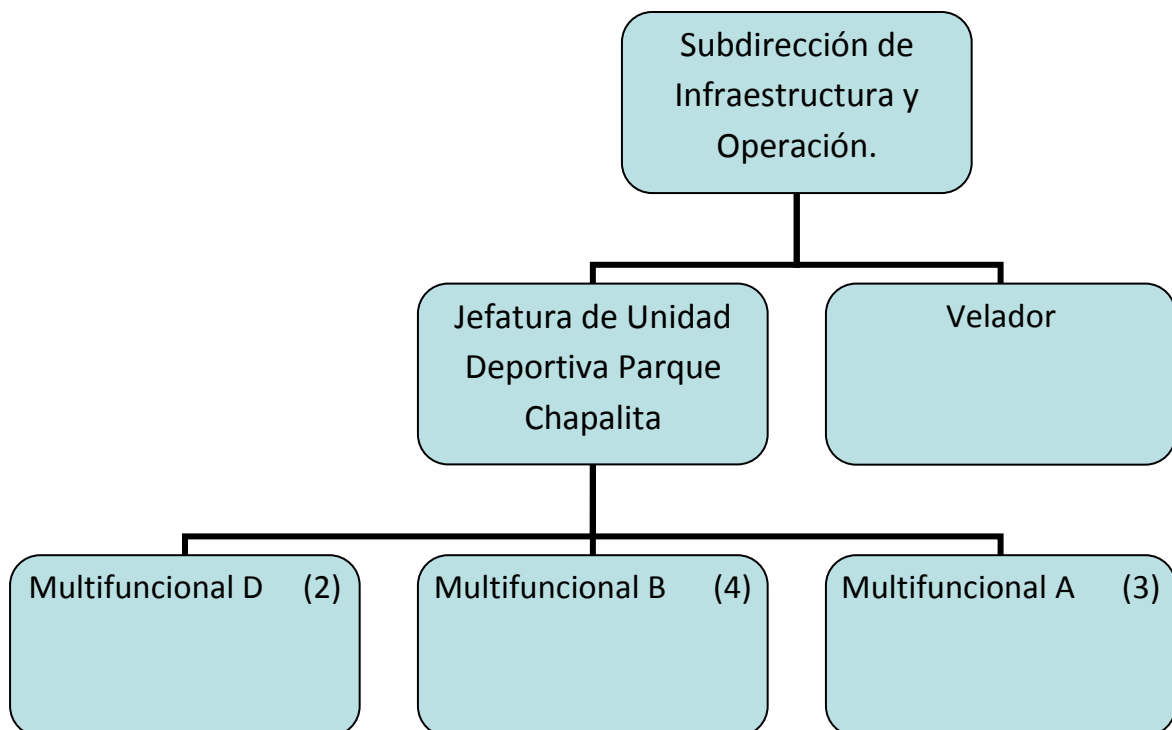 Subdirección de
Infraestructura y
Operación.
Jefatura de Unidad
Deportiva Parque
Chapalita
Velador
Multifuncional D (2)
Multifuncional B (4)
Multifuncional A (3)